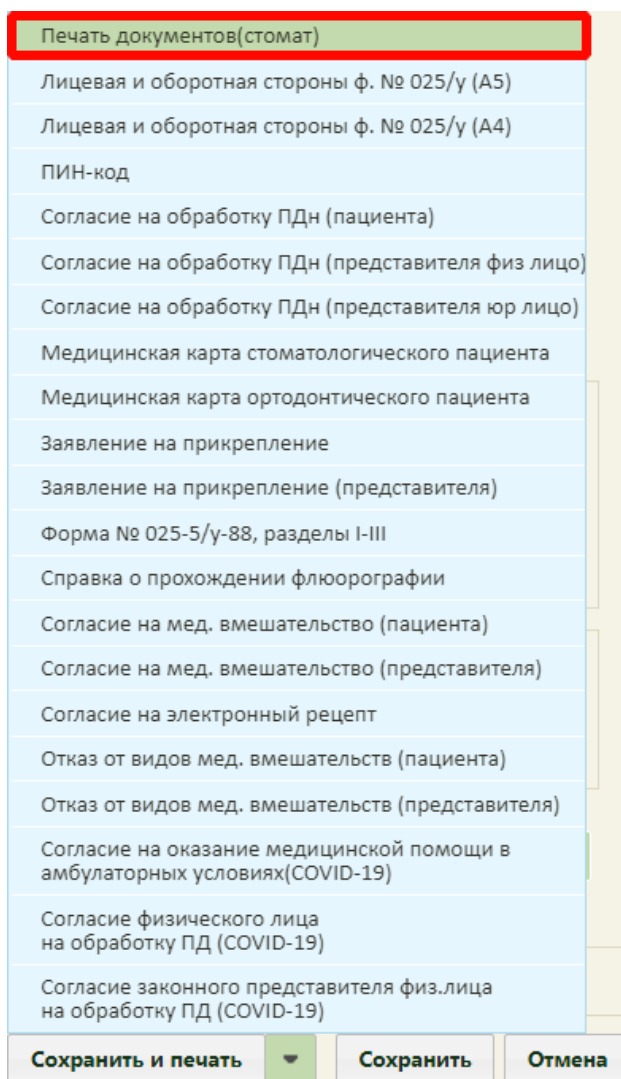 Печать документов(стомат)
Лицевая и оборотная стороны ф. № 025/у (А5)
Лицевая и оборотная стороны ф. № 025/у (А4)
ПИН-код
Согласие на обработку ПДн (пациента)
Согласие на обработку ПДн (представителя физ лицо)
Согласие на обработку ПДн (представителя юр лицо)
Медицинская карта стоматологического пациента
Медицинская карта ортодонтического пациента
Заявление на прикрепление
Заявление на прикрепление (представителя)
Форма № 025-5/у-88, разделы I-III
Справка о прохождении флюорографии
Согласие на мед. вмешательство (пациента)
Согласие на мед. вмешательство (представителя)
Согласие на электронный рецепт
Отказ от видов мед. вмешательств (пациента)
Отказ от видов мед. вмешательств (представителя)
Согласие на оказание медицинской помощи в
амбулаторных условиях(COVID-19)
Согласие физического лица
на обработку ПД (COVID-19)
Согласие законного представителя физ.лица
на обработку ПД (COVID-19)
Сохранить и печать Сохранить Отмена